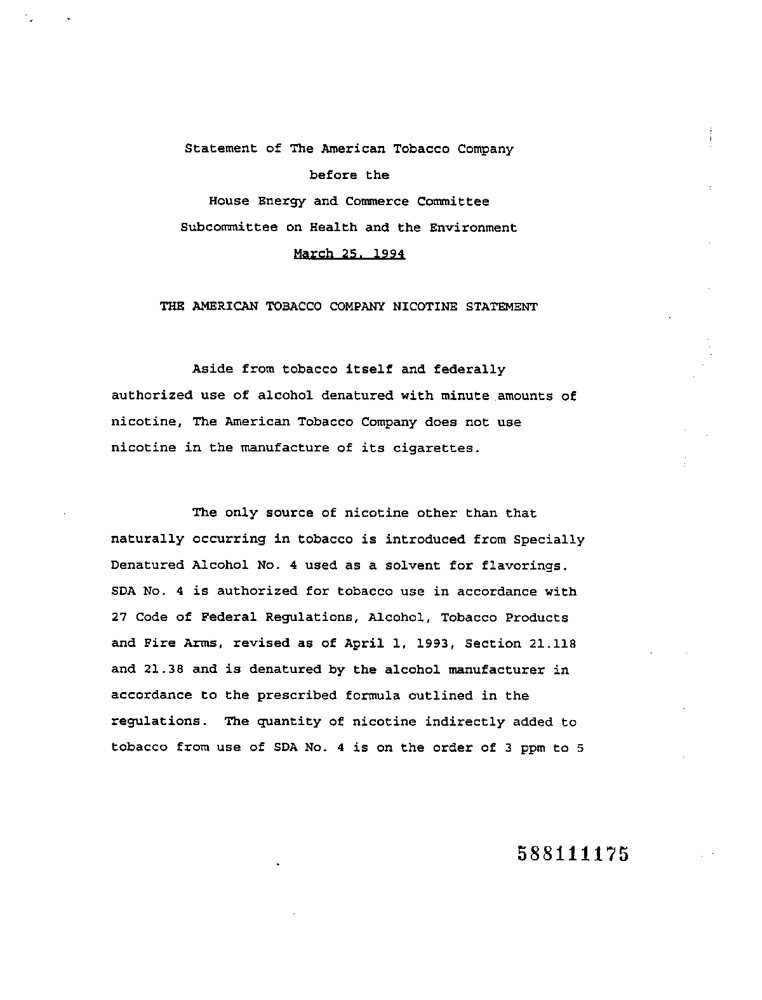 Statement of The American Tobacco Company
before the
House Energy and Commerce Committee
Subcommittee on Health and the Environment
March 25, 1994
THE AMERICAN TOBACCO COMPANY NICOTINE STATEMENT
Aside from tobacco itself and federally
authorized use of alcohol denatured with minute amounts of
nicotine, The American Tobacco Company does not use
nicotine in the manufacture of its cigarettes.
The only source of nicotine other than that
naturally occurring in tobacco is introduced from Specially
Denatured Alcohol No. 4 used as a solvent for flavorings.
SDA No. 4 is authorized for tobacco use in accordance with
27 Code of Federal Regulations, Alcohol, Tobacco Products
and Fire Arms, revised as of April 1, 1993, Section 21.118
and 21.38 and is denatured by the alcohol manufacturer in
accordance to the prescribed formula outlined in the
regulations. The quantity of nicotine indirectly added to
tobacco from use of SDA No. 4 is on the order of 3 ppm to 5
588111175